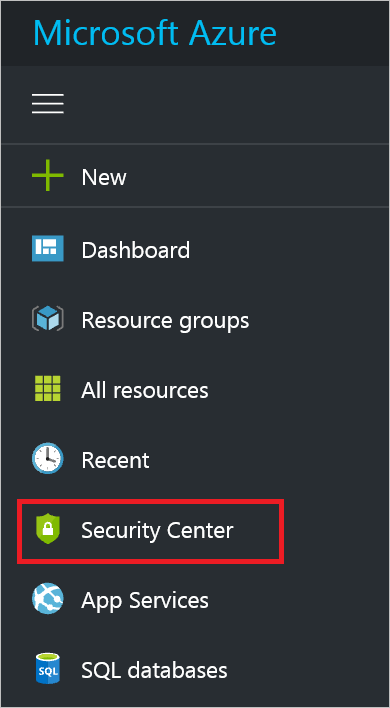 Microsoft Azure
New
Dashboard
Resource groups
All resources
Recent
Security Center
App Services
SQL
SQL databases